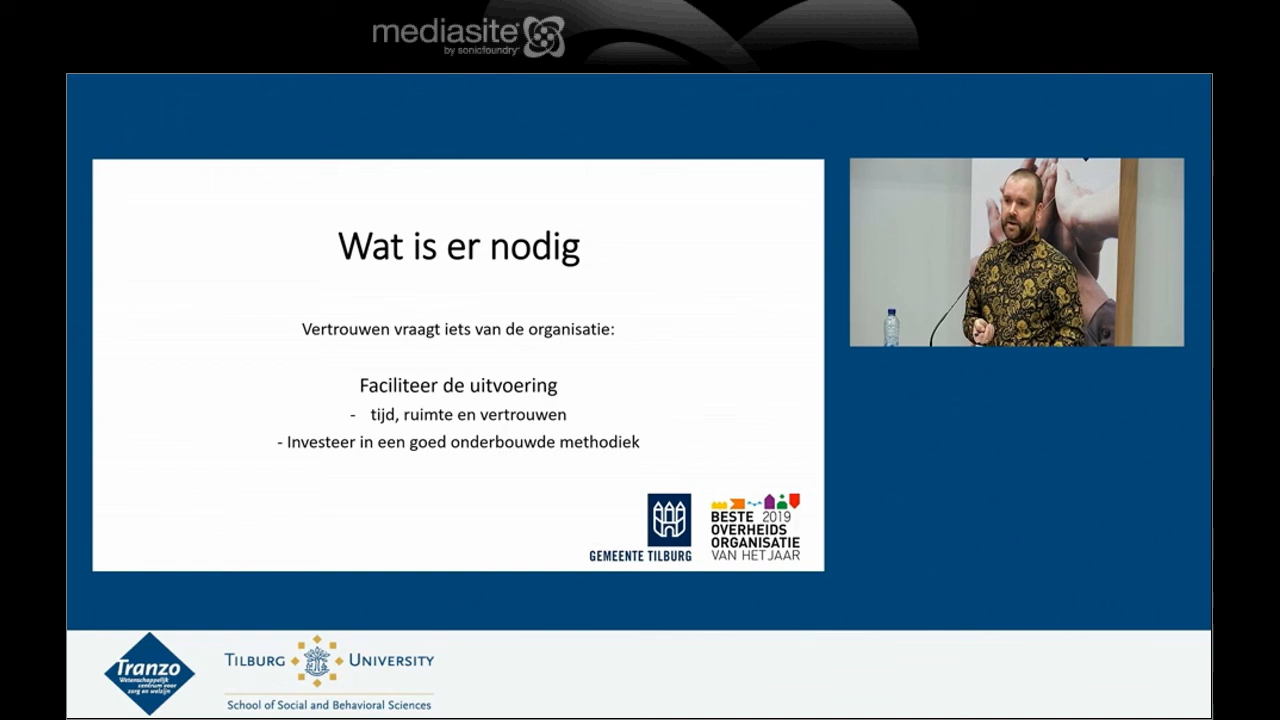 mediasite
by sonicfoundry
Wat is er nodig
Vertrouwen vraagt iets van de organisatie:
Faciliteer de uitvoering
- tijd, ruimte en vertrouwen
- Investeer in een goed onderbouwde methodiek
GEMEENTE TILBURG
BESTE 2019
OVERHEIDS
ORGANISATIE
VAN HET JAAR
Tranzo
Wetenschappelijk
centrum voor
zorg en welzijn
TILBURG UNIVERSITY
School of Social and Behavioral Sciences